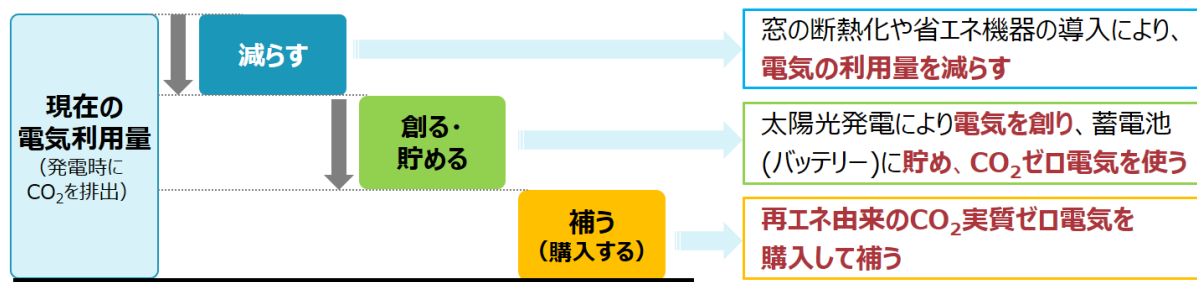 現在の
電気利用量
（発電時に
CO₂を排出）
減らす
創る・
貯める
補う
（購入する）
窓の断熱化や省エネ機器の導入により、
電気の利用量を減らす
太陽光発電により電気を創り、蓄電池
(バッテリー)に貯め、CO₂ゼロ電気を使う
再エネ由来のCO₂実質ゼロ電気を
購入して補う